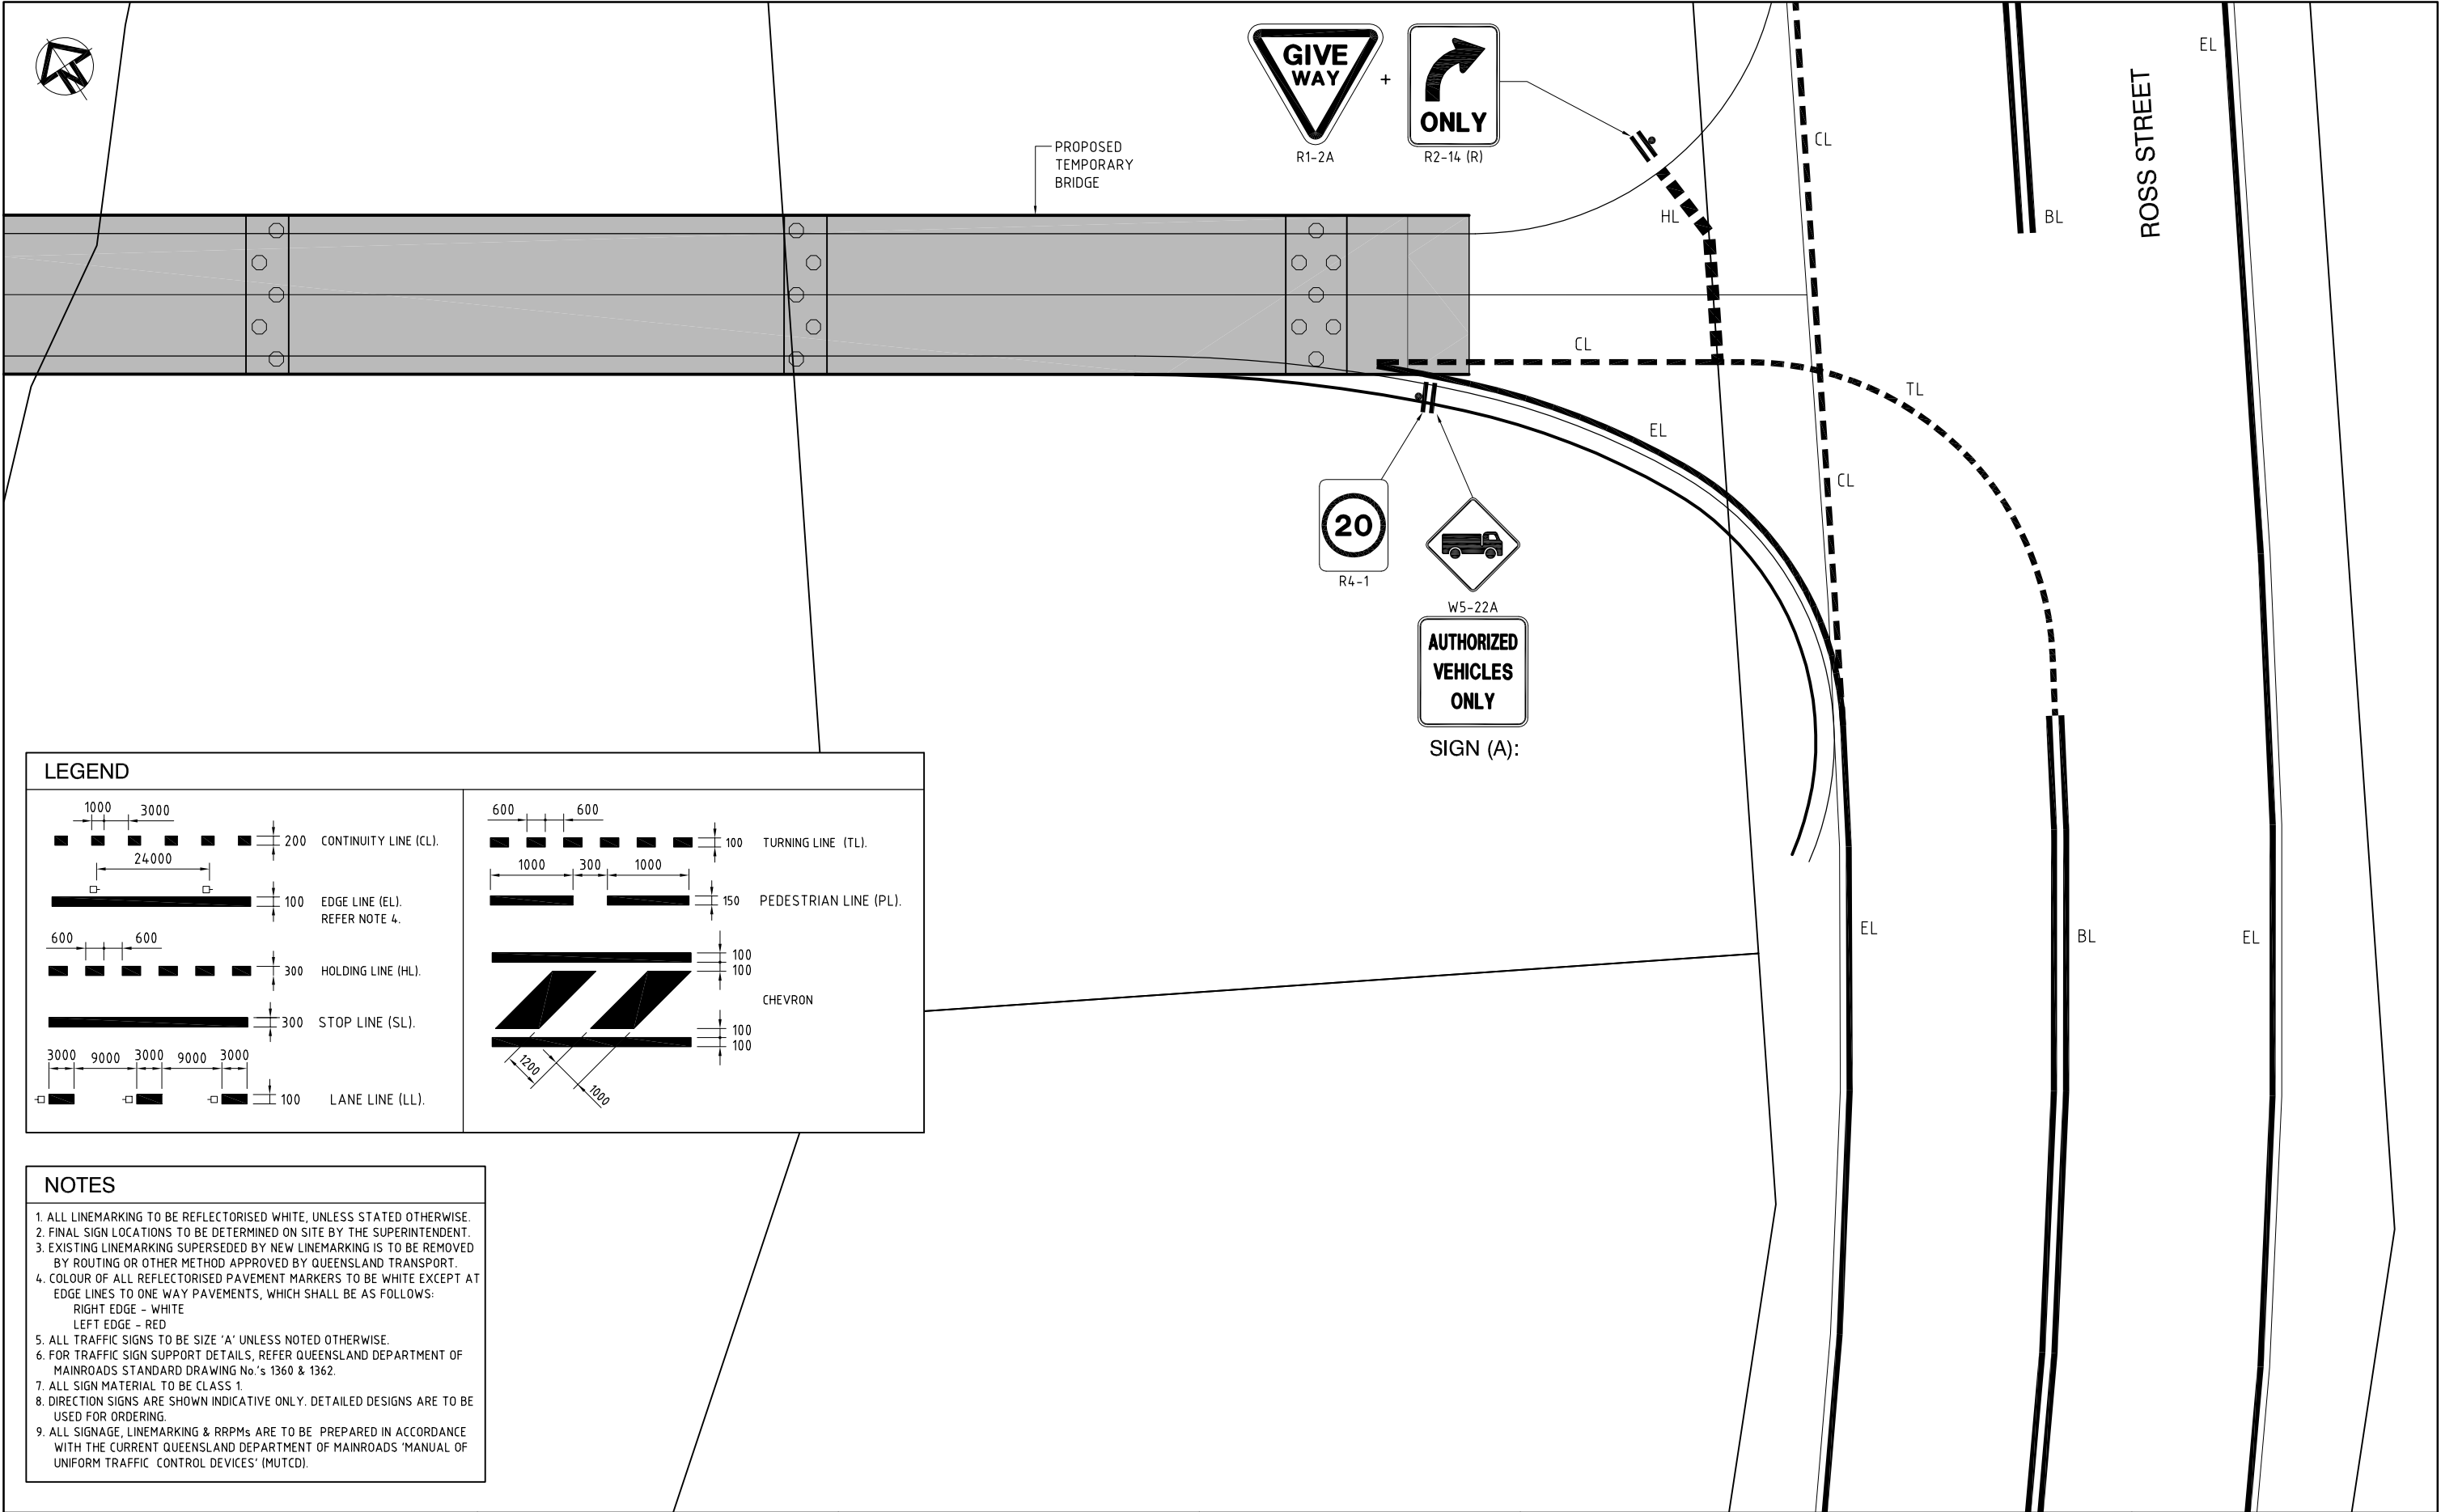 N
GIVE
WAY
R1-2A
+
ONLY
R2-14 (R)
PROPOSED
TEMPORARY
BRIDGE
EL
ROSS STREET
CL
HL
BL
CL
TL
EL
CL
20
R4-1
W5-22A
AUTHORIZED
VEHICLES
ONLY
SIGN (A):
EL
BL
EL
LEGEND
1000 3000
200 CONTINUITY LINE (CL).
24000
100 EDGE LINE (EL).
REFER NOTE 4.
600 600
300 HOLDING LINE (HL).
300 STOP LINE (SL).
3000 9000 3000 9000 3000
100 LANE LINE (LL).
600 600
100 TURNING LINE (TL).
1000 300 1000
150 PEDESTRIAN LINE (PL).
100
100
CHEVRON
100
100
1200
1000
NOTES
1. ALL LINEMARKING TO BE REFLECTORISED WHITE, UNLESS STATED OTHERWISE.
2. FINAL SIGN LOCATIONS TO BE DETERMINED ON SITE BY THE SUPERINTENDENT.
3. EXISTING LINEMARKING SUPERSEDED BY NEW LINEMARKING IS TO BE REMOVED
BY ROUTING OR OTHER METHOD APPROVED BY QUEENSLAND TRANSPORT.
4. COLOUR OF ALL REFLECTORISED PAVEMENT MARKERS TO BE WHITE EXCEPT AT
EDGE LINES TO ONE WAY PAVEMENTS, WHICH SHALL BE AS FOLLOWS:
RIGHT EDGE - WHITE
LEFT EDGE - RED
5. ALL TRAFFIC SIGNS TO BE SIZE 'A' UNLESS NOTED OTHERWISE.
6. FOR TRAFFIC SIGN SUPPORT DETAILS, REFER QUEENSLAND DEPARTMENT OF
MAINROADS STANDARD DRAWING No.'s 1360 & 1362.
7. ALL SIGN MATERIAL TO BE CLASS 1.
8. DIRECTION SIGNS ARE SHOWN INDICATIVE ONLY. DETAILED DESIGNS ARE TO BE
USED FOR ORDERING.
9. ALL SIGNAGE, LINEMARKING & RRPMs ARE TO BE PREPARED IN ACCORDANCE
WITH THE CURRENT QUEENSLAND DEPARTMENT OF MAINROADS 'MANUAL OF
UNIFORM TRAFFIC CONTROL DEVICES' (MUTCD).